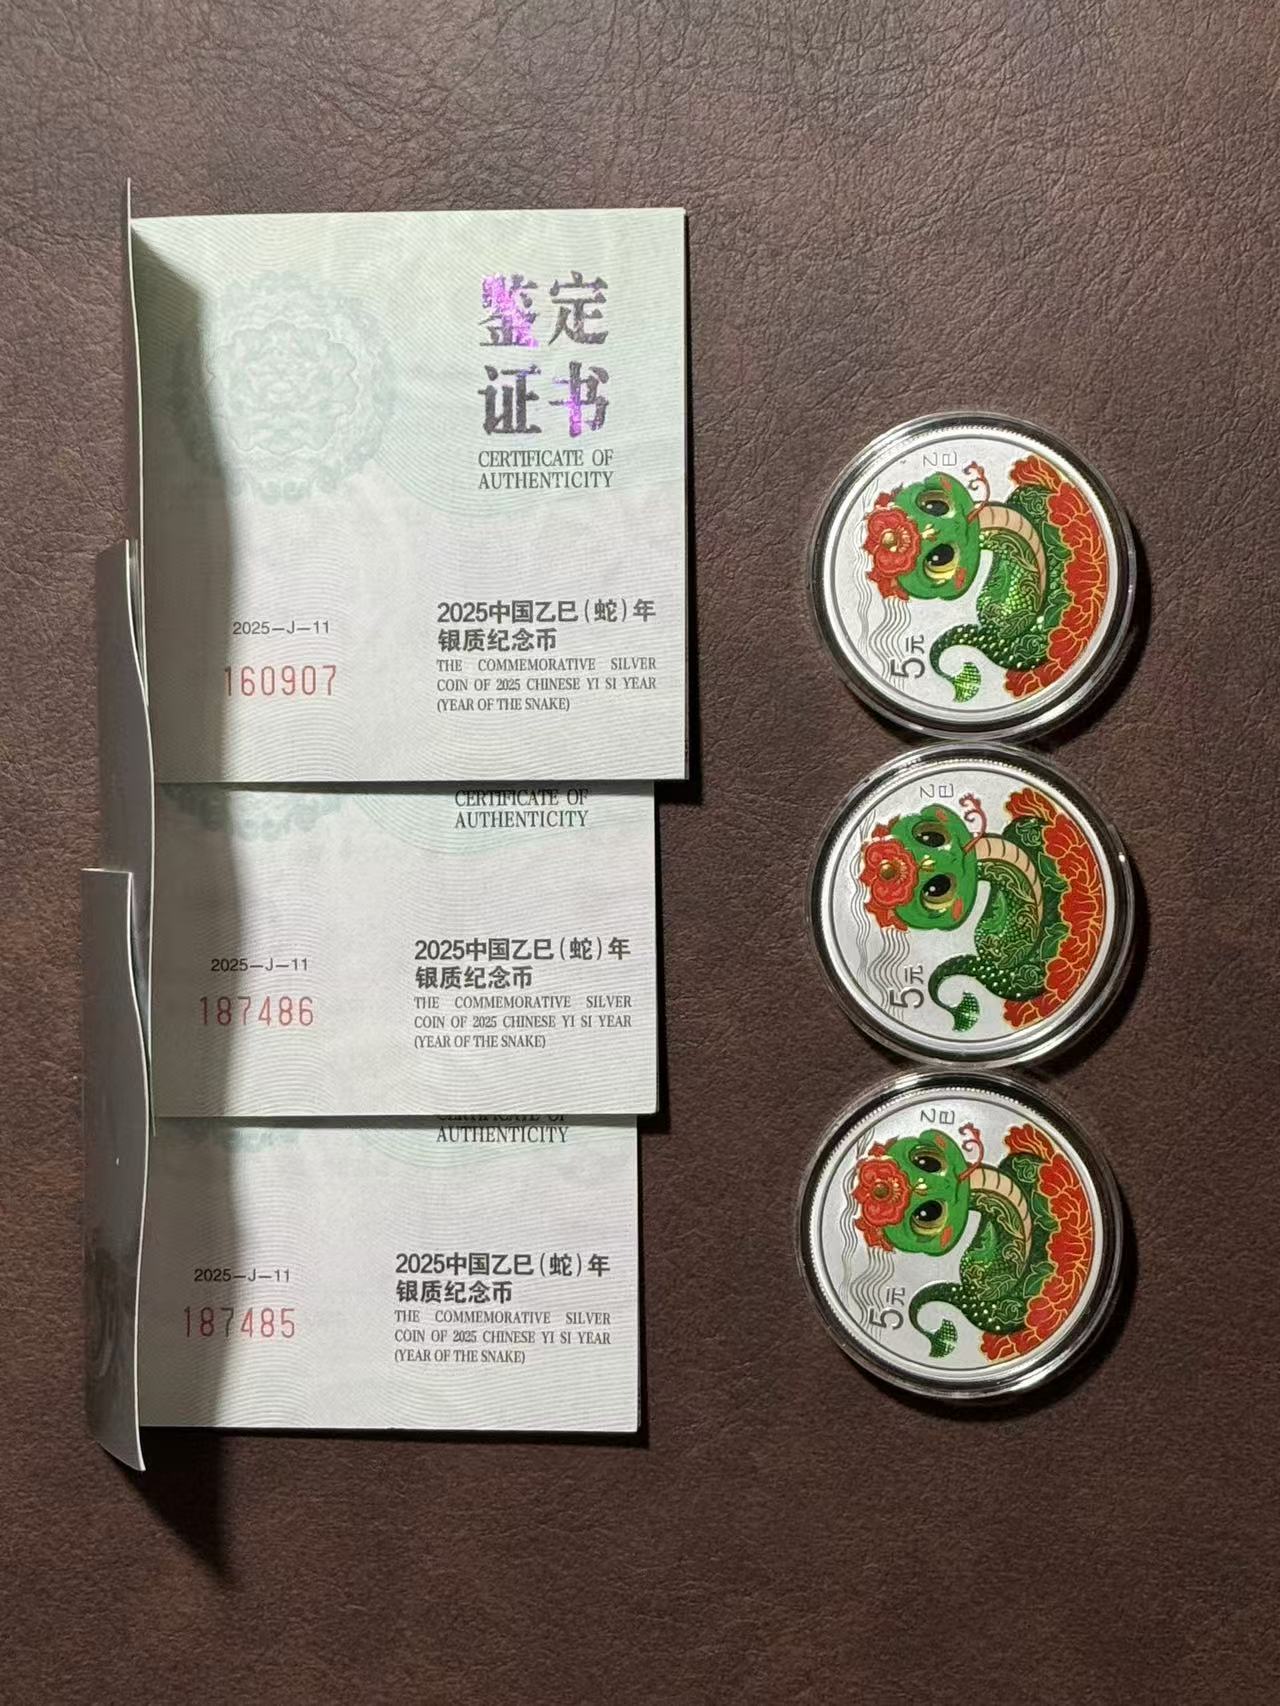 鉴定
证书
CERTIFICATE OF
AUTHENTICITY
2025-J-11
160907
2025中国乙巳（蛇）年
银质纪念币
THE COMMEMORATIVE SILVER
COIN OF 2025 CHINESE YI SI YEAR
(YEAR OF THE SNAKE)
CERTIFICATE OF
AUTHENTICITY
2025-J-11
187486
2025中国乙巳（蛇）年
银质纪念币
THE COMMEMORATIVE SILVER
COIN OF 2025 CHINESE YI SI YEAR
(YEAR OF THE SNAKE)
CERTIFICATE OF
AUTHENTICITY
2025-J-11
187485
2025中国乙巳（蛇）年
银质纪念币
THE COMMEMORATIVE SILVER
COIN OF 2025 CHINESE YI SI YEAR
(YEAR OF THE SNAKE)
乙巳
5元
乙巳
5元
乙巳
5元